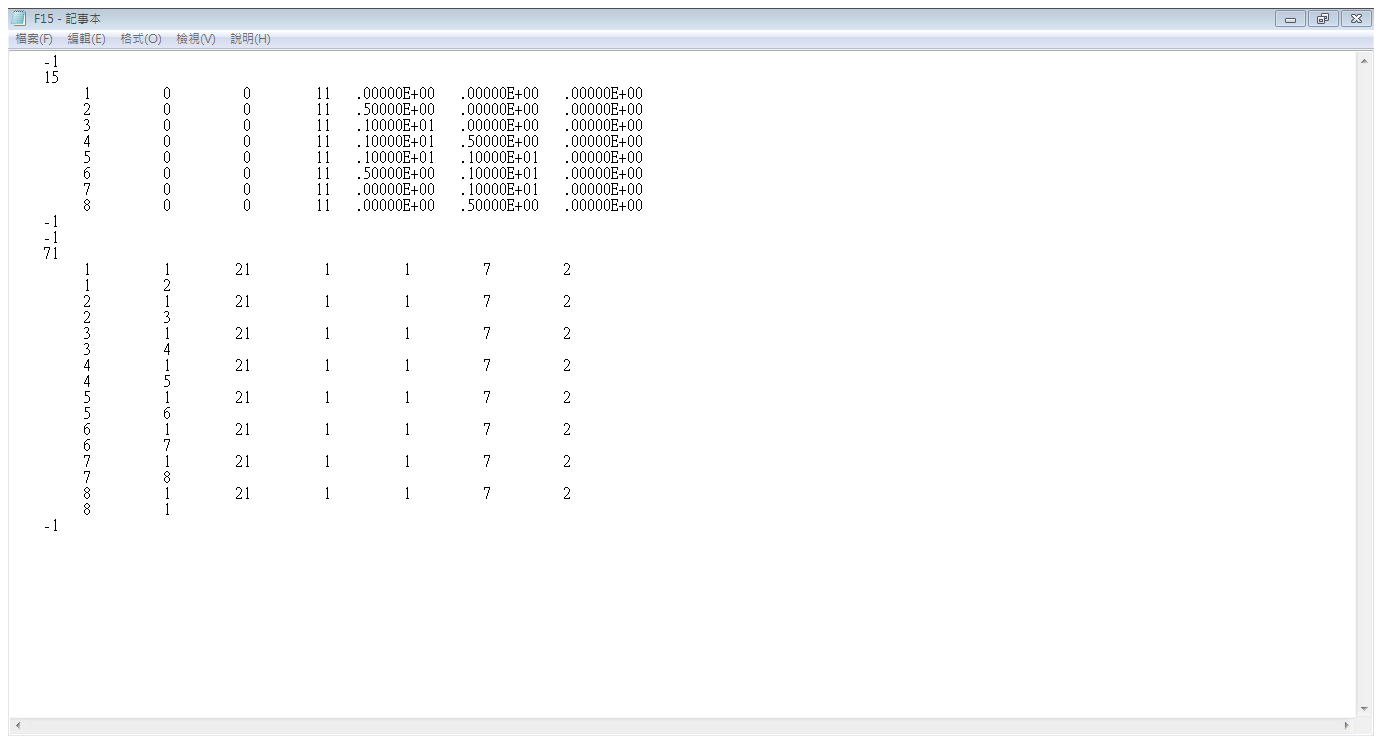 F15 - 記事本
檔案(F) 編輯(E) 格式(O) 檢視(V) 說明(H)
-1
15
1 0 0 11 .00000E+00 .00000E+00 .00000E+00
2 0 0 11 .50000E+00 .00000E+00 .00000E+00
3 0 0 11 .10000E+01 .00000E+00 .00000E+00
4 0 0 11 .10000E+01 .50000E+00 .00000E+00
5 0 0 11 .10000E+01 .10000E+01 .00000E+00
6 0 0 11 .50000E+00 .10000E+01 .00000E+00
7 0 0 11 .00000E+00 .10000E+01 .00000E+00
8 0 0 11 .00000E+00 .50000E+00 .00000E+00
-1
-1
71
1 1 21 1 1 7 2
1 2
2 1 21 1 1 7 2
2 3
3 1 21 1 1 7 2
3 4
4 1 21 1 1 7 2
4 5
5 1 21 1 1 7 2
5 6
6 1 21 1 1 7 2
6 7
7 1 21 1 1 7 2
7 8
8 1 21 1 1 7 2
8 1
-1